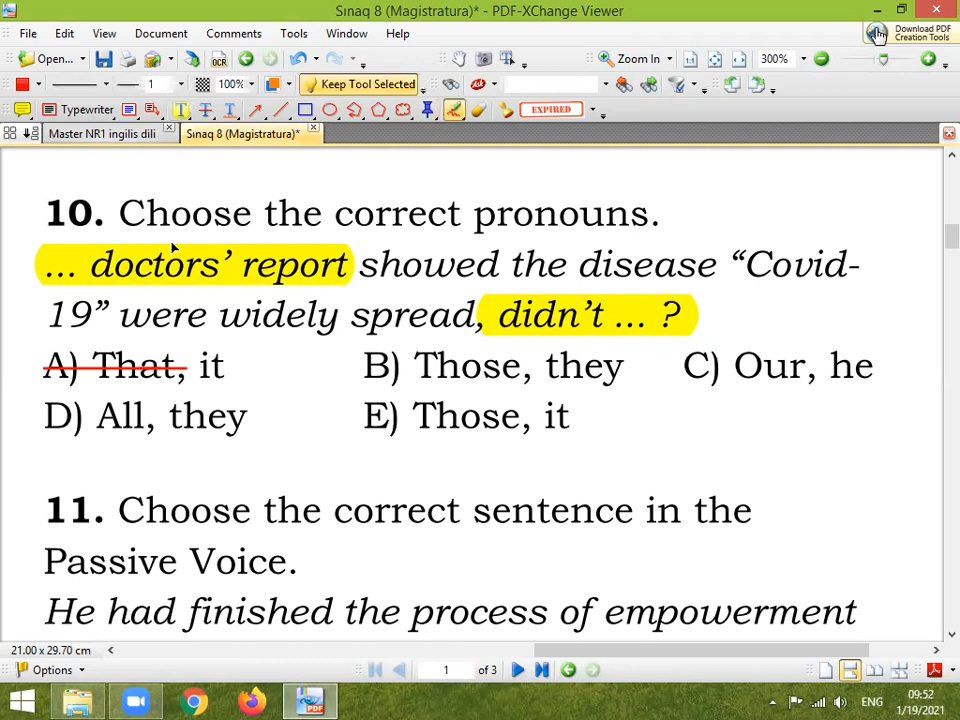 Sınaq 8 (Magistratura)* - PDF-XChange Viewer
File Edit View Document Comments Tools Window Help
Download PDF Creation Tools
Open... OCR Zoom In 300%
1 100% Keep Tool Selected
Typewriter EXPIRED
Master NR1 ingilis dili Sınaq 8 (Magistratura)*
10. Choose the correct pronouns.
... doctors’ report showed the disease “Covid-
19” were widely spread, didn’t ... ?
A) That, it B) Those, they C) Our, he
D) All, they E) Those, it
11. Choose the correct sentence in the
Passive Voice.
He had finished the process of empowerment
21.00 x 29.70 cm
Options 1 of 3
ENG 09:52
1/19/2021